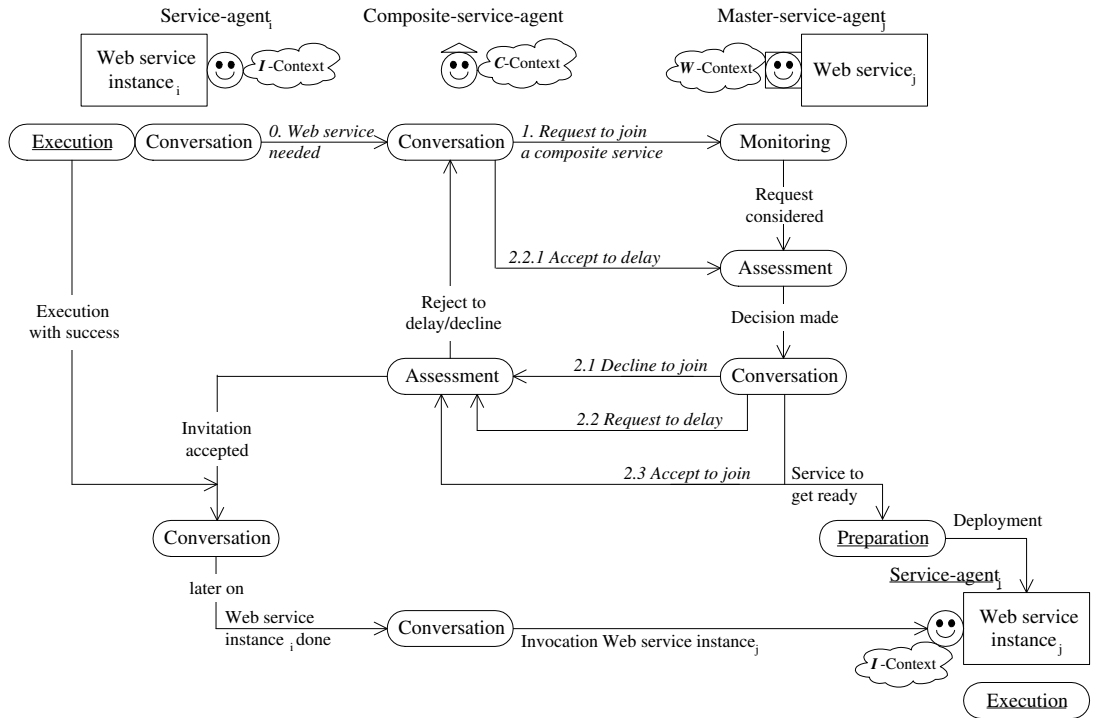 Service-agent i
Composite-service-agent
Master-service-agent j
Web service
instance i
I -Context
C-Context
W -Context
Web service j
Execution
Conversation
0. Web service
needed
Conversation
1. Request to join
a composite service
Monitoring
Request
considered
2.2.1 Accept to delay
Assessment
Execution
with success
Reject to
delay/decline
Decision made
Assessment
2.1 Decline to join
Conversation
2.2 Request to delay
Invitation
accepted
2.3 Accept to join
Service to
get ready
Conversation
Preparation
Deployment
later on
Service-agent j
Web service
instance i done
Conversation
Invocation Web service instance j
Web service
instance j
I -Context
Execution